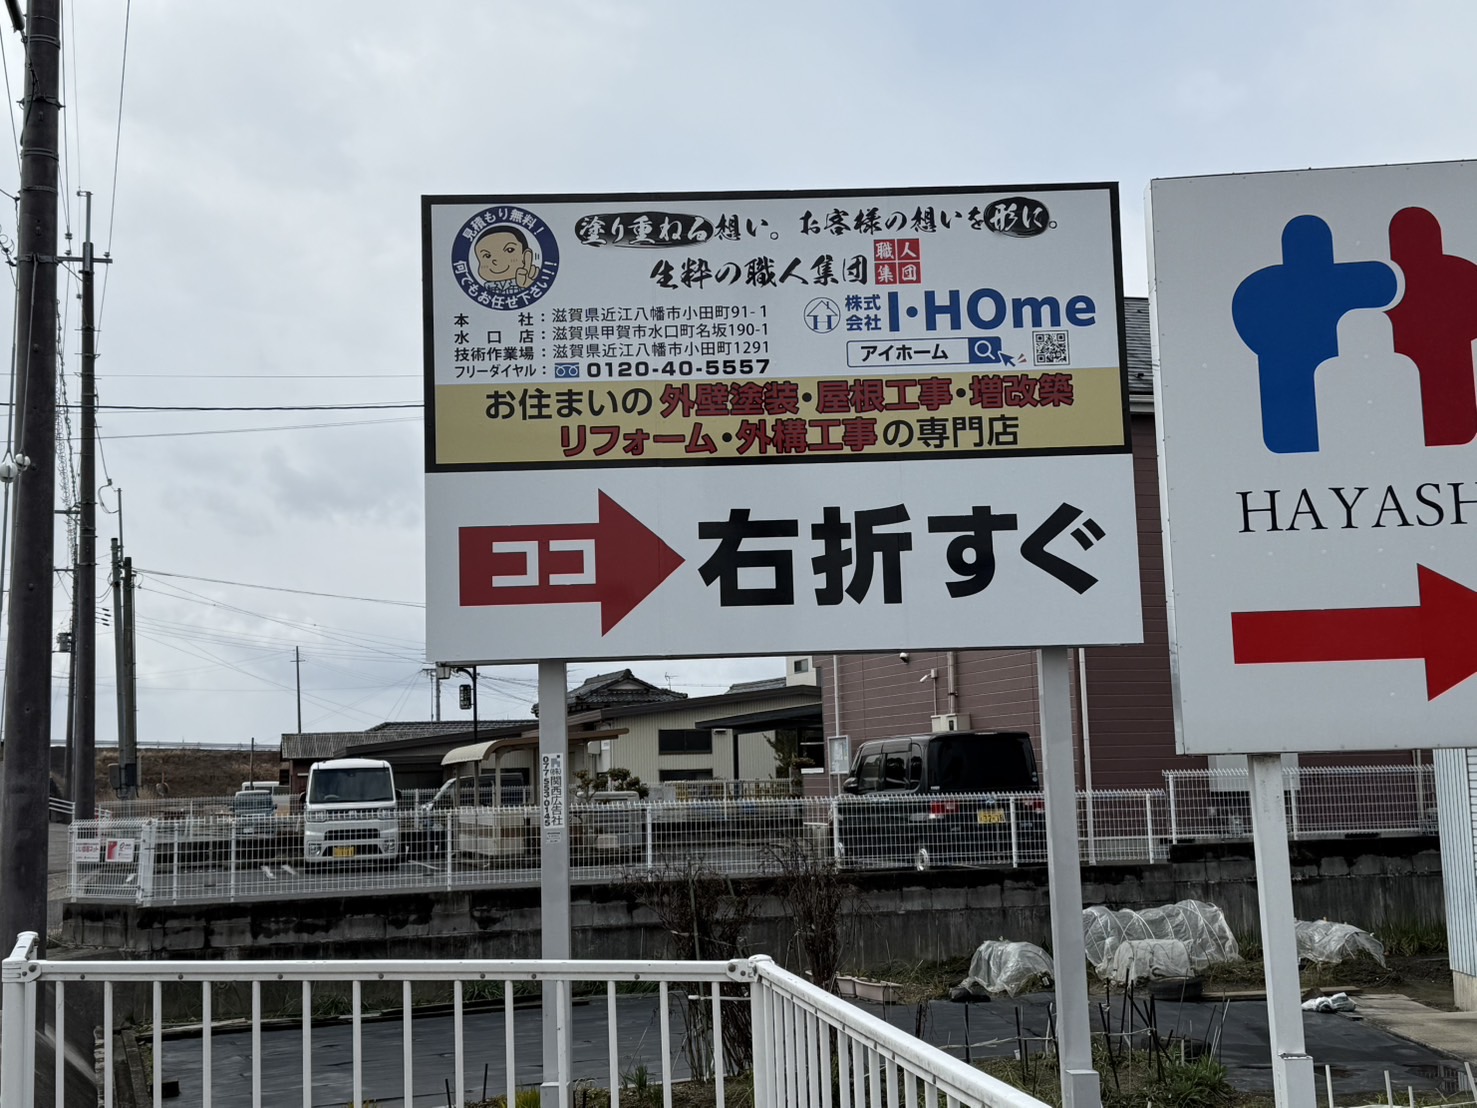 見積もり無料！
何でもお任せ下さい!!!
塗り重ねる想い。お客様の想いを形に。
生粋の職人集団
職人
集団
本社：滋賀県近江八幡市小田町91-1
水口店：滋賀県甲賀市水口町名坂190-1
技術作業場：滋賀県近江八幡市小田町1291
フリーダイヤル：0120-40-5557
株式会社 I・HOme
アイホーム
お住まいの外壁塗装・屋根工事・増改築
リフォーム・外構工事の専門店
ココ
右折すぐ
HAYASH
㈱関西広告社